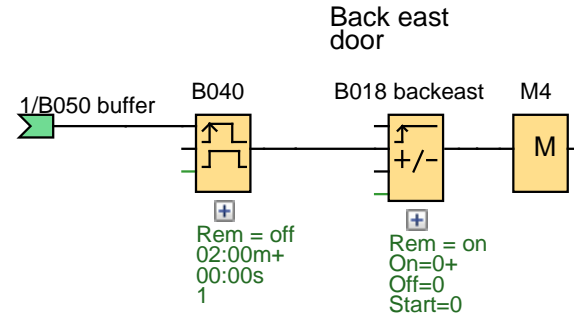 Back east
door
1/B050 buffer
B040
B018 backeast
M4
+/-
M
Rem = off
02:00m+
00:00s
1
Rem = on
On=0+
Off=0
Start=0